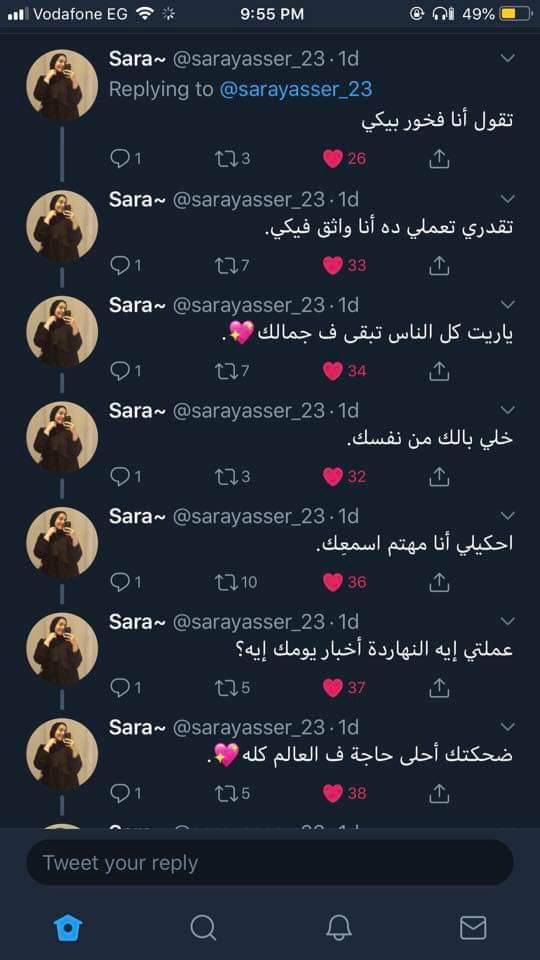 Vodafone EG 9:55 PM 49%
Sara~ @sarayasser_23 · 1d
Replying to @sarayasser_23
تقول أنا فخور بيكي
1 3 26
Sara~ @sarayasser_23 · 1d
تقدري تعملي ده أنا واثق فيكي.
1 7 33
Sara~ @sarayasser_23 · 1d
ياريت كل الناس تبقى ف جمالك💖.
1 7 34
Sara~ @sarayasser_23 · 1d
خلي بالك من نفسك.
1 3 32
Sara~ @sarayasser_23 · 1d
احكيلي أنا مهتم اسمعِك.
1 10 36
Sara~ @sarayasser_23 · 1d
عملتي إيه النهاردة أخبار يومك إيه؟
1 5 37
Sara~ @sarayasser_23 · 1d
ضحكتك أحلى حاجة ف العالم كله💖.
1 5 38
Tweet your reply